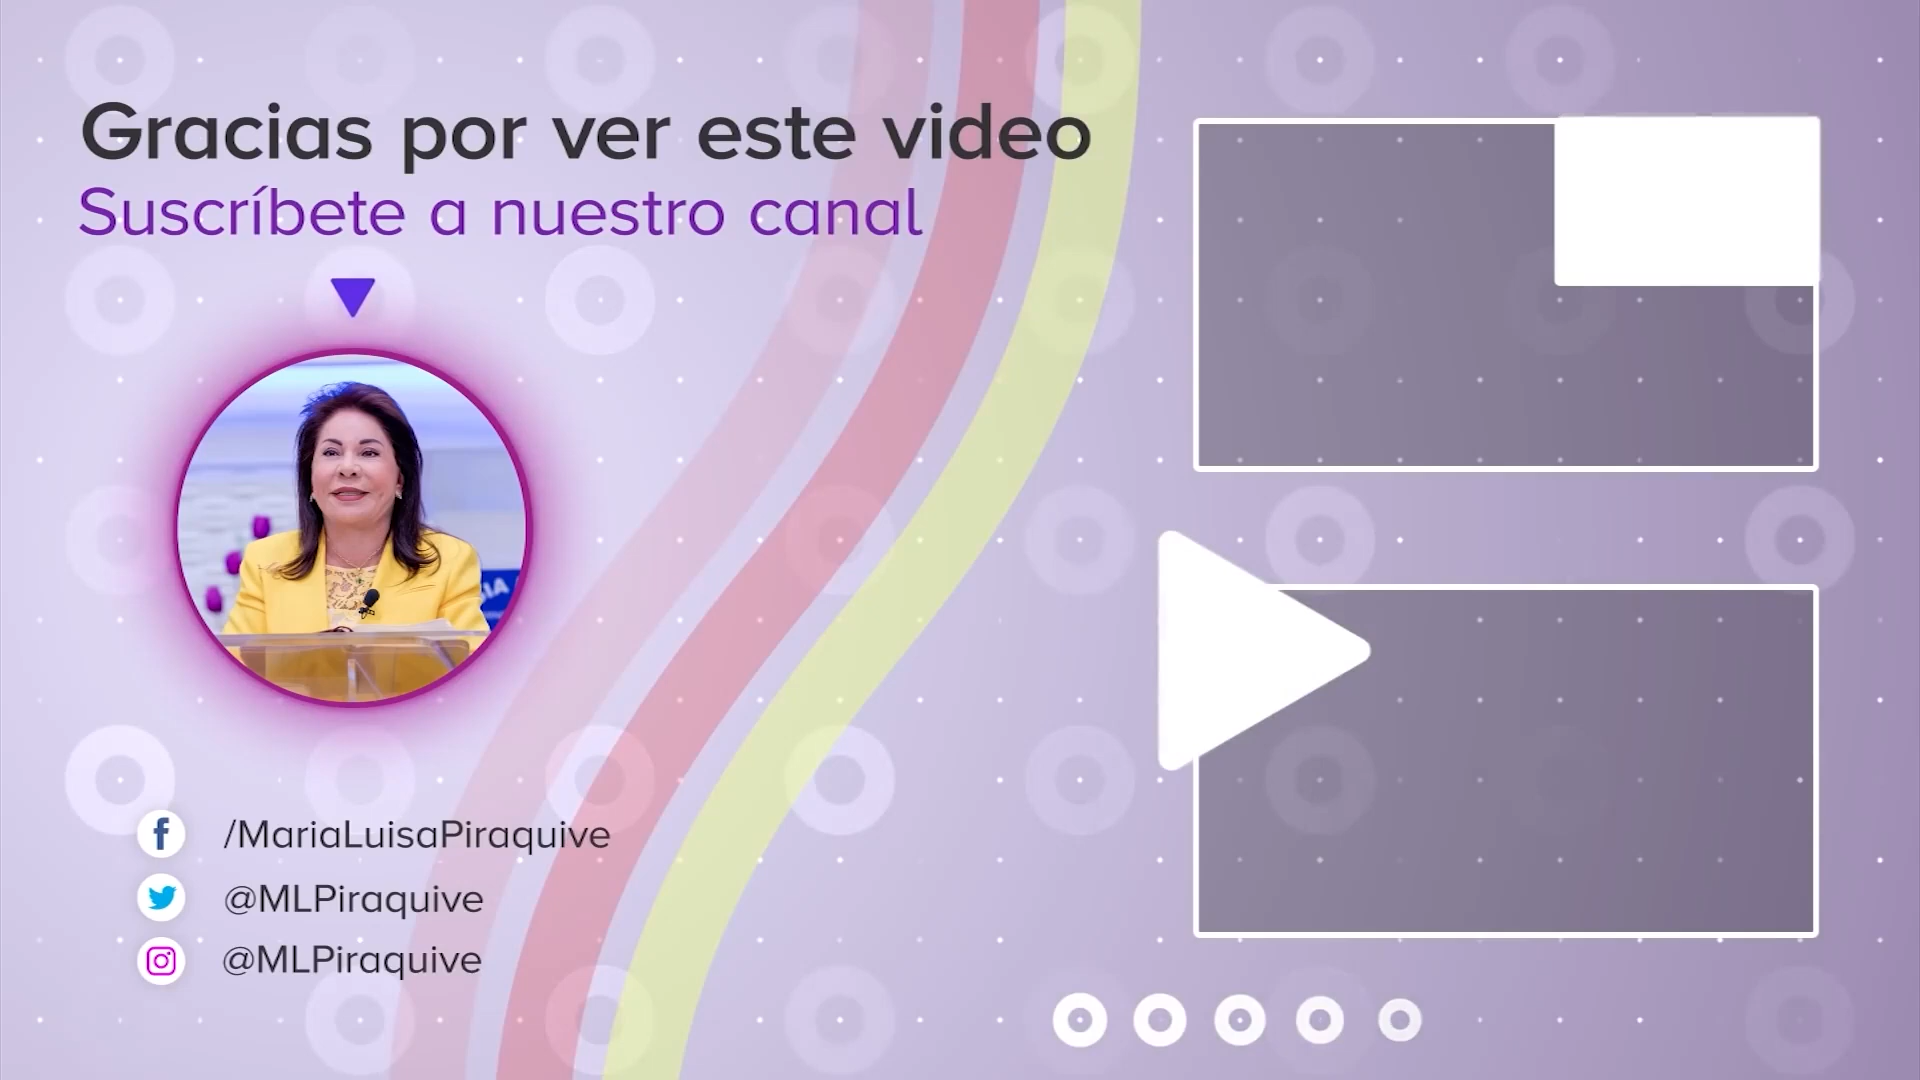 Gracias por ver este video
Suscríbete a nuestro canal
/MariaLuisaPiraquive
@MLPiraquive
@MLPiraquive